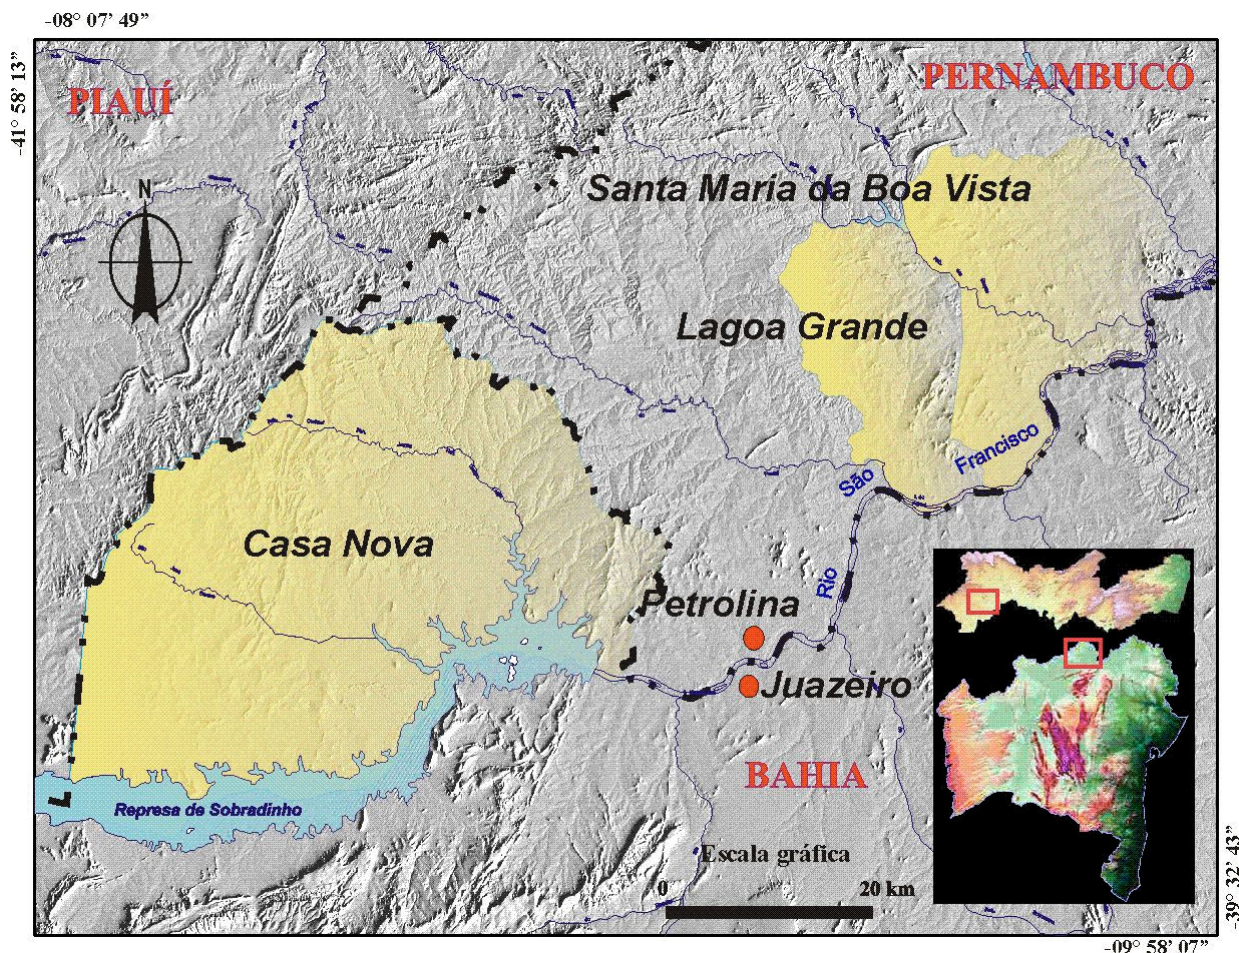 -08° 07' 49"
-41° 58' 13"
PIAUÍ
PERNAMBUCO
N
Santa Maria da Boa Vista
Lagoa Grande
Francisco
São
Casa Nova
Rio
Petrolina
Juazeiro
BAHIA
Represa de Sobradinho
Escala gráfica
0 20 km
-39° 32' 43"
-09° 58' 07"